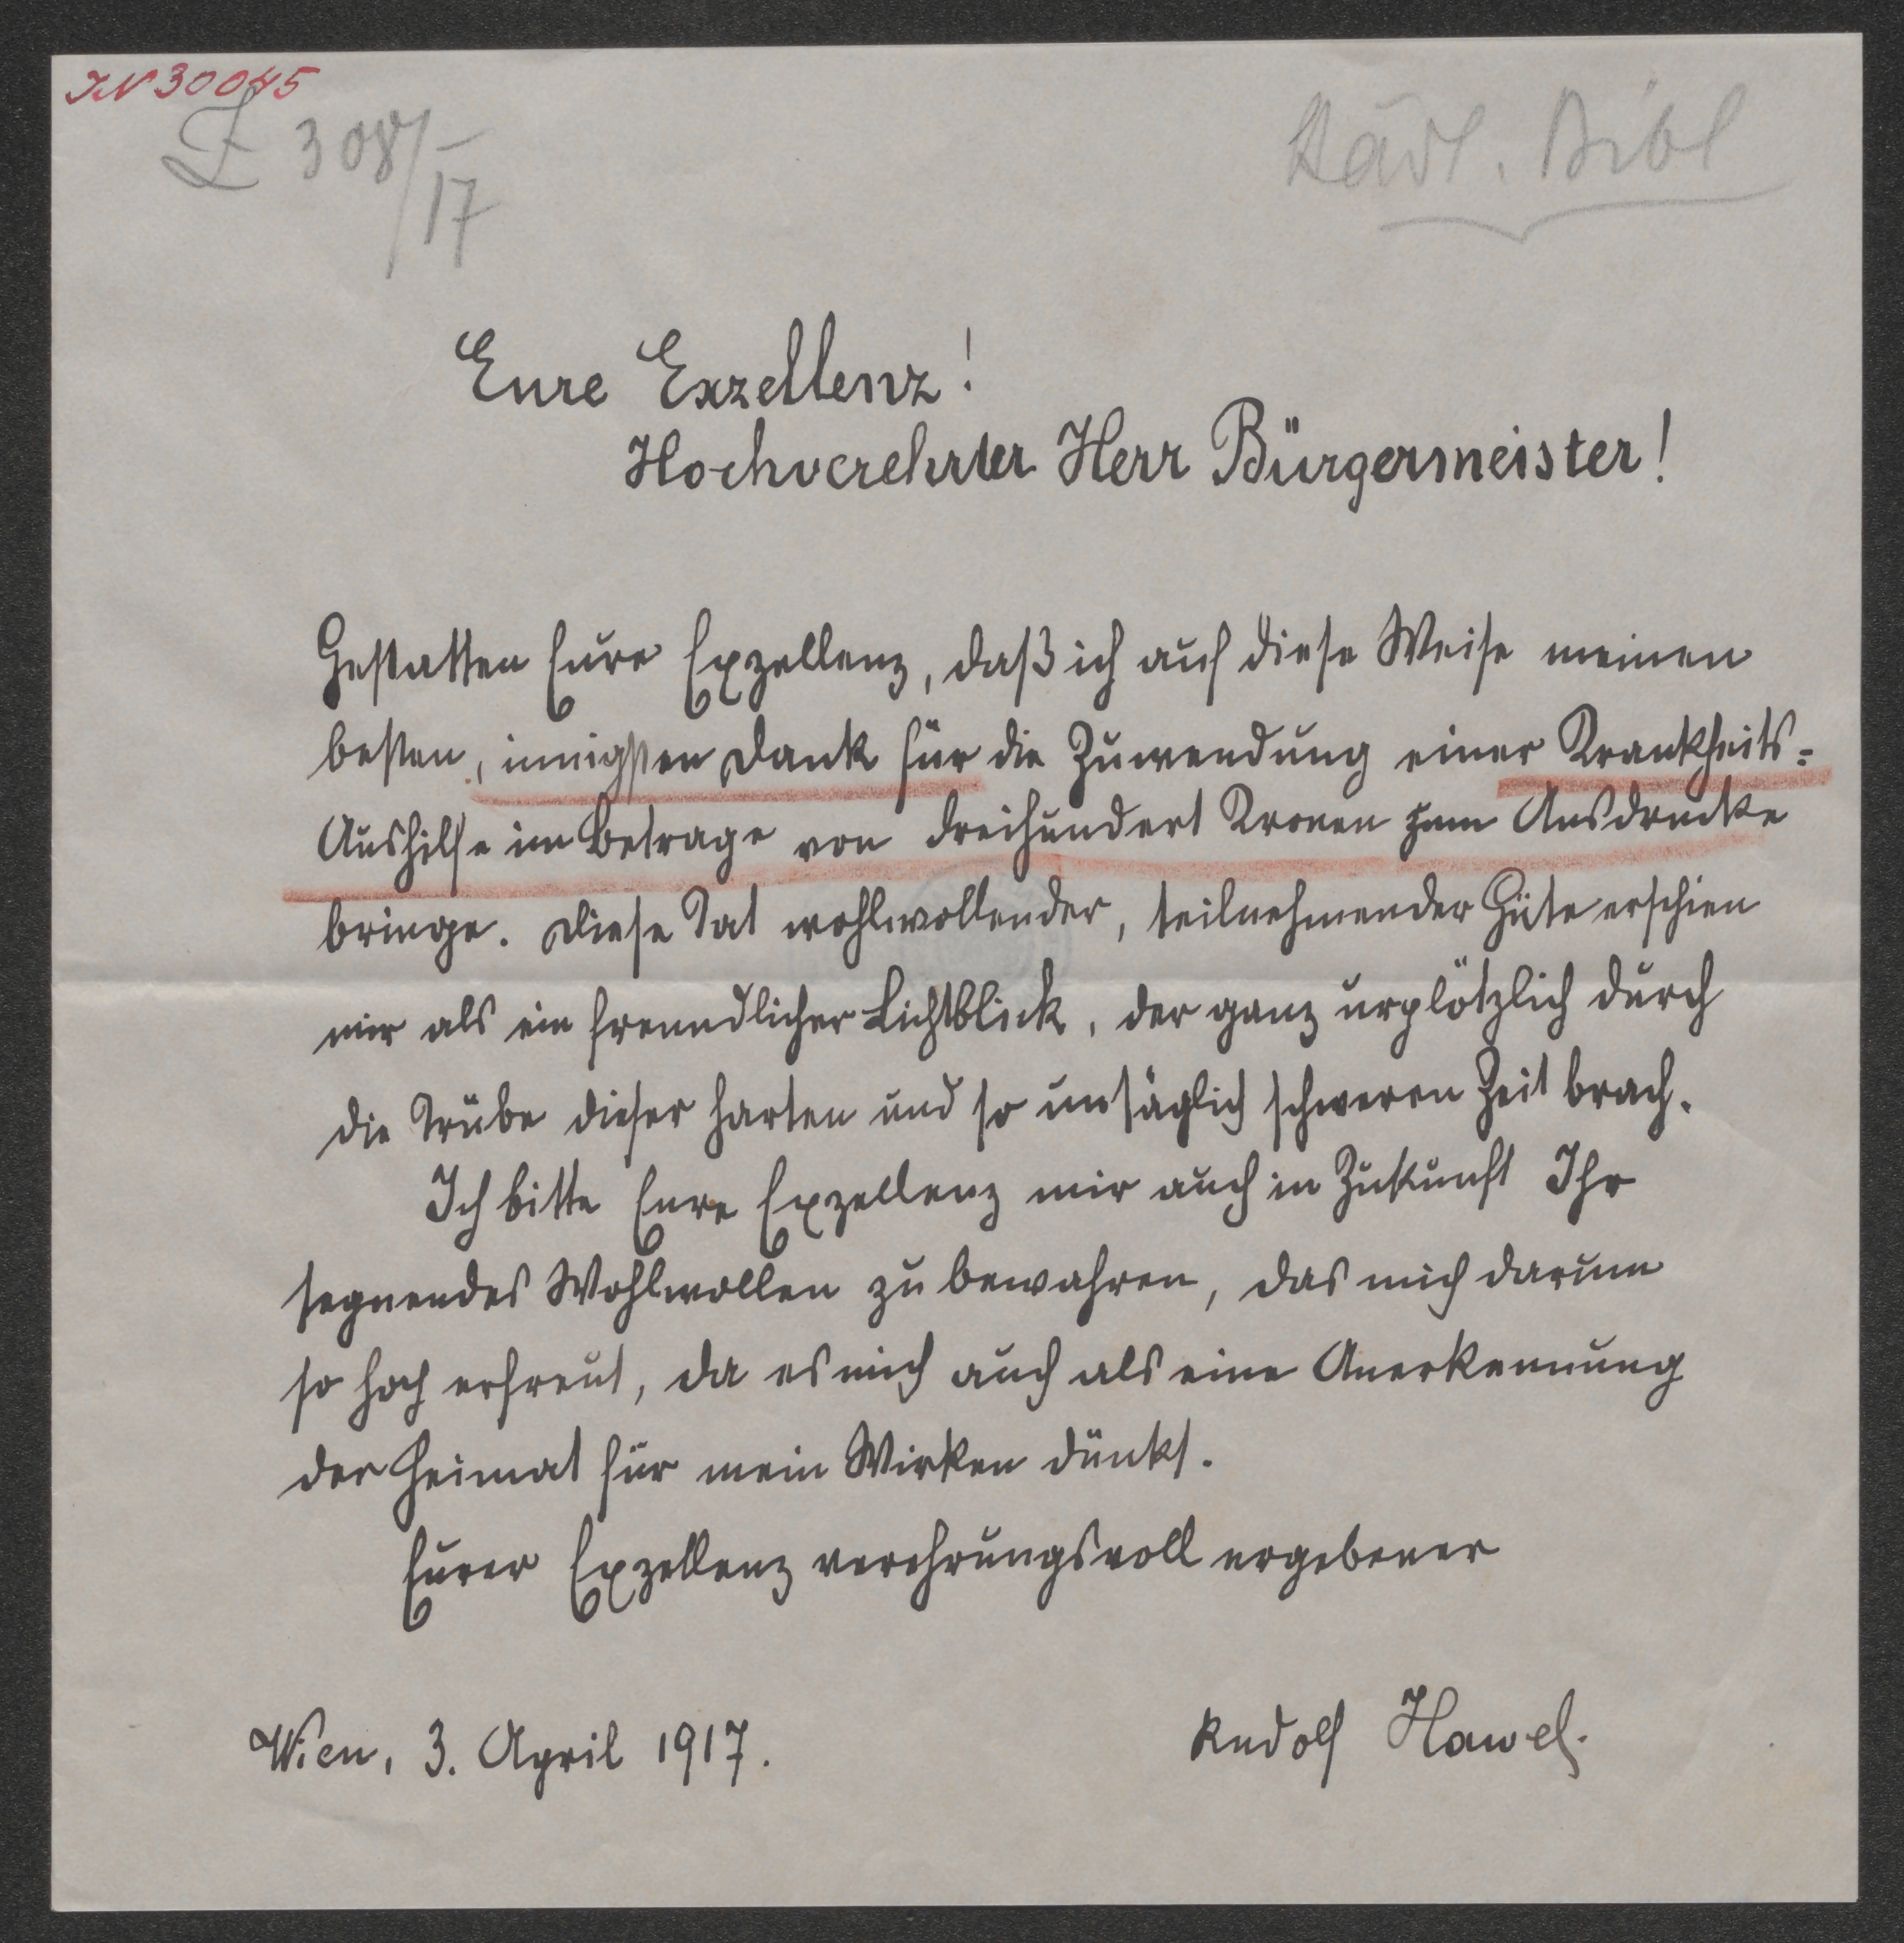 IN 30045
Z 308/17
Städt. Bibl
Eure Exzellenz!
Hochverehrter Herr Bürgermeister!
Gestatten Eure Exzellenz, daß ich auf diese Weise meinen
besten, innigsten Dank für die Zuwendung einer Krankheits-
Aushilfe im Betrage von dreihundert Kronen zum Ausdrucke
bringe. Diese Tat wohlwollender, teilnehmender Güte erschien
mir als ein freundlicher Lichtblick, der ganz urplötzlich durch
die Trübe dieser harten und so unsäglich schweren Zeit brach.
Ich bitte Eure Exzellenz mir auch in Zukunft Ihr
segnendes Wohlwollen zu bewahren, das mich darum
so hoch erfreut, da es mich auch als eine Anerkennung
der Heimat für mein Wirken dünkt.
Eurer Exzellenz verehrungsvoll ergebener
Wien, 3. April 1917.
Rudolf Hawel.